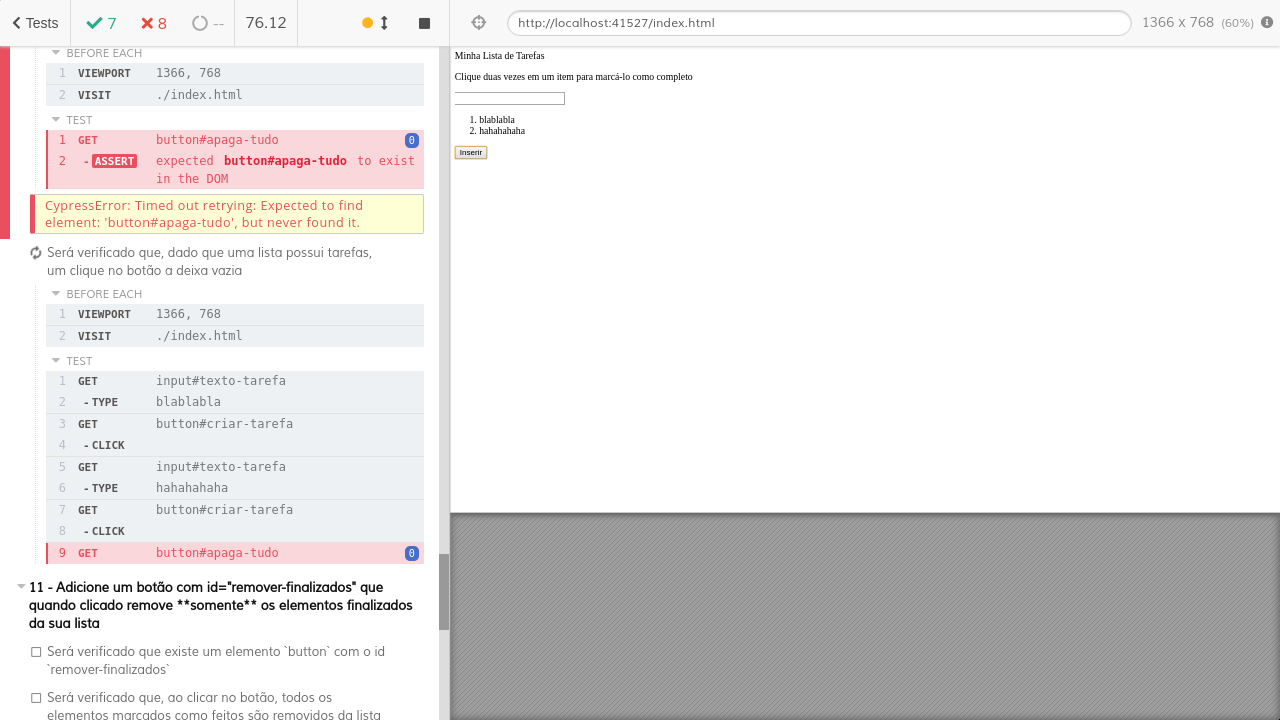 Tests
7
8
--
76.12
http://localhost:41527/index.html
1366 x 768 (60%)
BEFORE EACH
1 VIEWPORT 1366, 768
2 VISIT ./index.html
TEST
1 GET button#apaga-tudo 0
2 - ASSERT expected button#apaga-tudo to exist
in the DOM
CypressError: Timed out retrying: Expected to find
element: 'button#apaga-tudo', but never found it.
Será verificado que, dado que uma lista possui tarefas,
um clique no botão a deixa vazia
BEFORE EACH
1 VIEWPORT 1366, 768
2 VISIT ./index.html
TEST
1 GET input#texto-tarefa
2 - TYPE blablabla
3 GET button#criar-tarefa
4 - CLICK
5 GET input#texto-tarefa
6 - TYPE hahahahaha
7 GET button#criar-tarefa
8 - CLICK
9 GET button#apaga-tudo 0
11 - Adicione um botão com id="remover-finalizados" que
quando clicado remove **somente** os elementos finalizados
da sua lista
Será verificado que existe um elemento `button` com o id
`remover-finalizados`
Será verificado que, ao clicar no botão, todos os
elementos marcados como feitos são removidos da lista
Minha Lista de Tarefas
Clique duas vezes em um item para marcá-lo como completo
1. blablabla
2. hahahahaha
Inserir